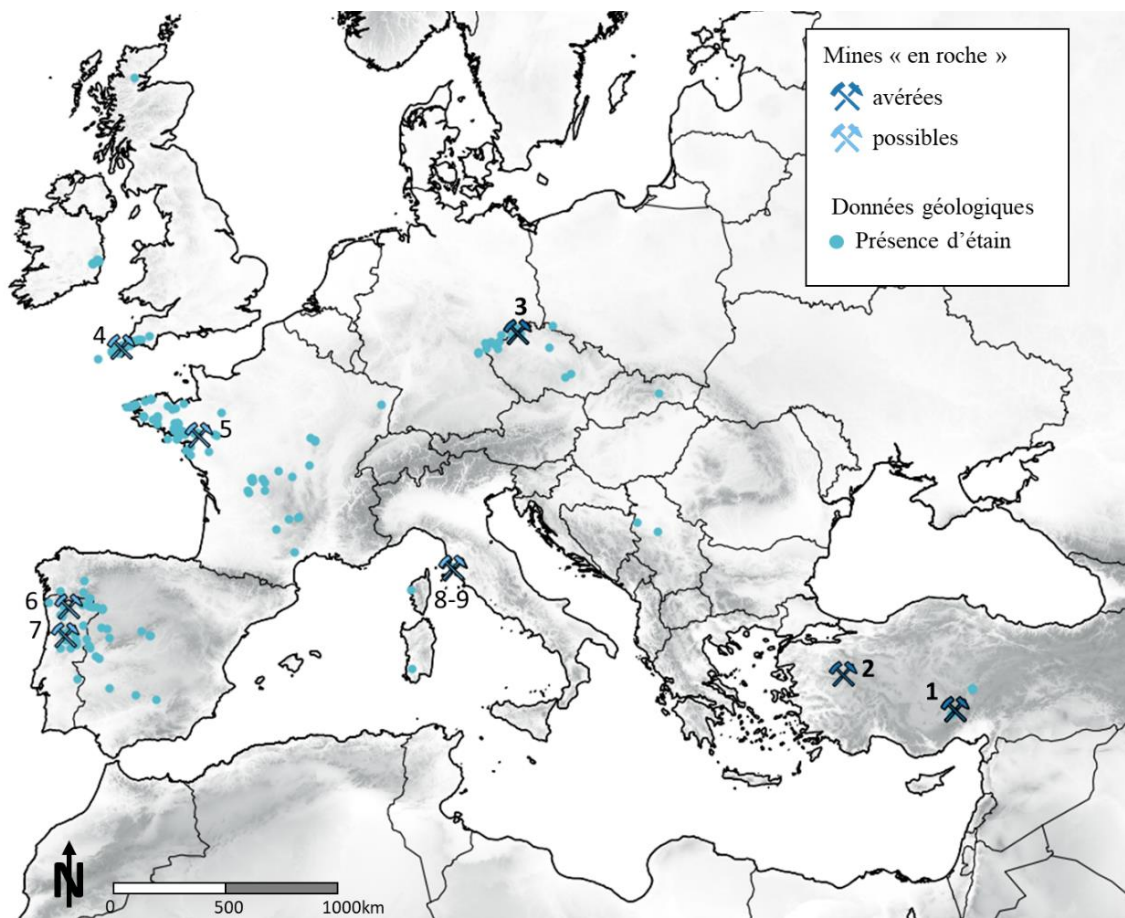 Mines « en roche »
avérées
possibles
Données géologiques
Présence d’étain
3
4
5
6
7
8-9
2
1
N
0 500 1000km